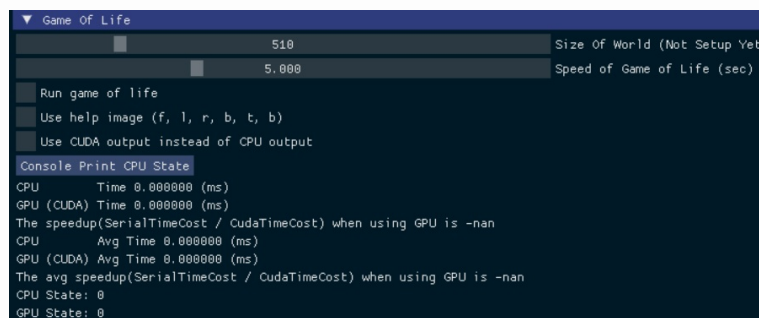 ▼ Game Of Life
510 Size Of World (Not Setup Yet
5.000 Speed of Game of Life (sec)
Run game of life
Use help image (f, l, r, b, t, b)
Use CUDA output instead of CPU output
Console Print CPU State
CPU Time 0.000000 (ms)
GPU (CUDA) Time 0.000000 (ms)
The speedup(SerialTimeCost / CudaTimeCost) when using GPU is -nan
CPU Avg Time 0.000000 (ms)
GPU (CUDA) Avg Time 0.000000 (ms)
The avg speedup(SerialTimeCost / CudaTimeCost) when using GPU is -nan
CPU State: 0
GPU State: 0